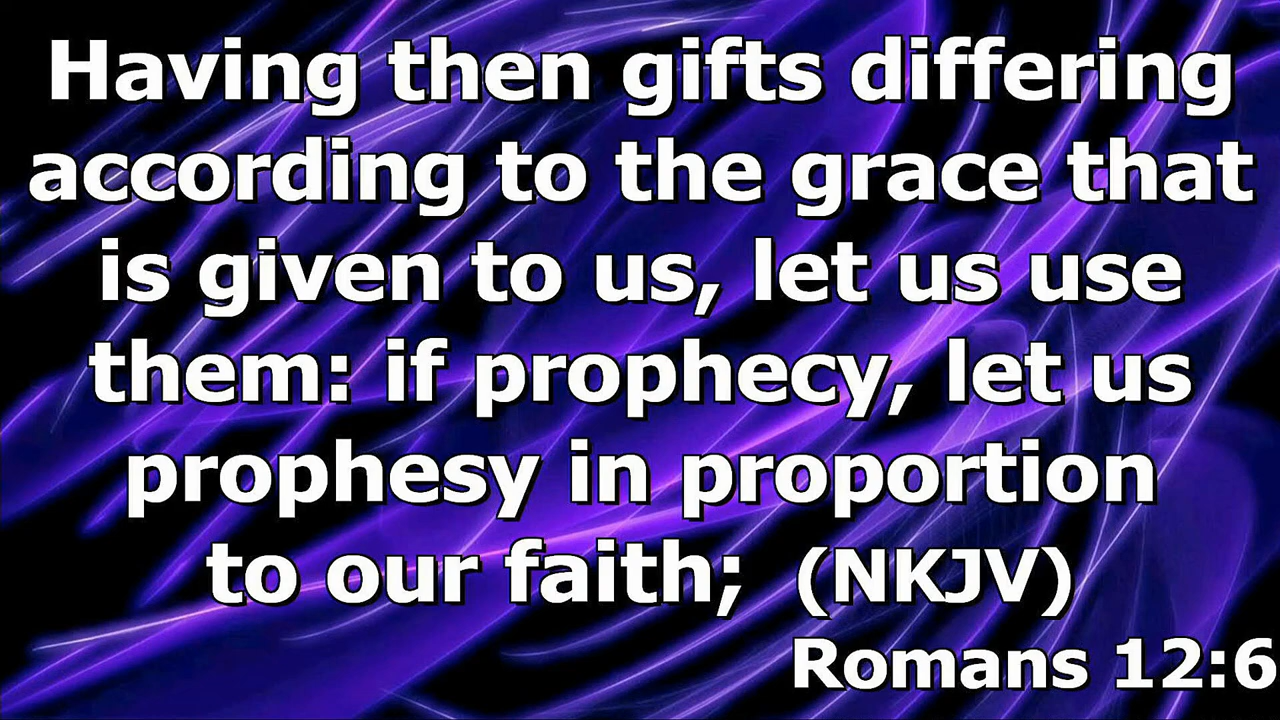 Having then gifts differing
according to the grace that
is given to us, let us use
them: if prophecy, let us
prophesy in proportion
to our faith;  (NKJV)
Romans 12:6